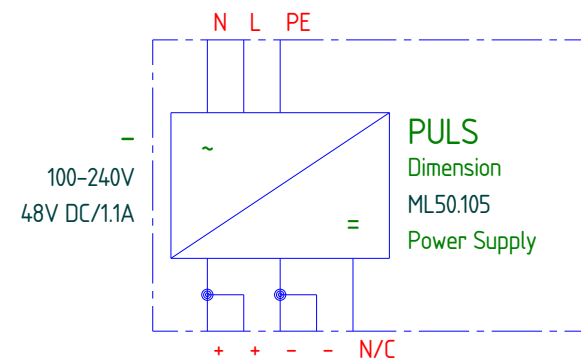 N L PE
–
100-240V
48V DC/1.1A
~
=
PULS
Dimension
ML50.105
Power Supply
+ + - - N/C